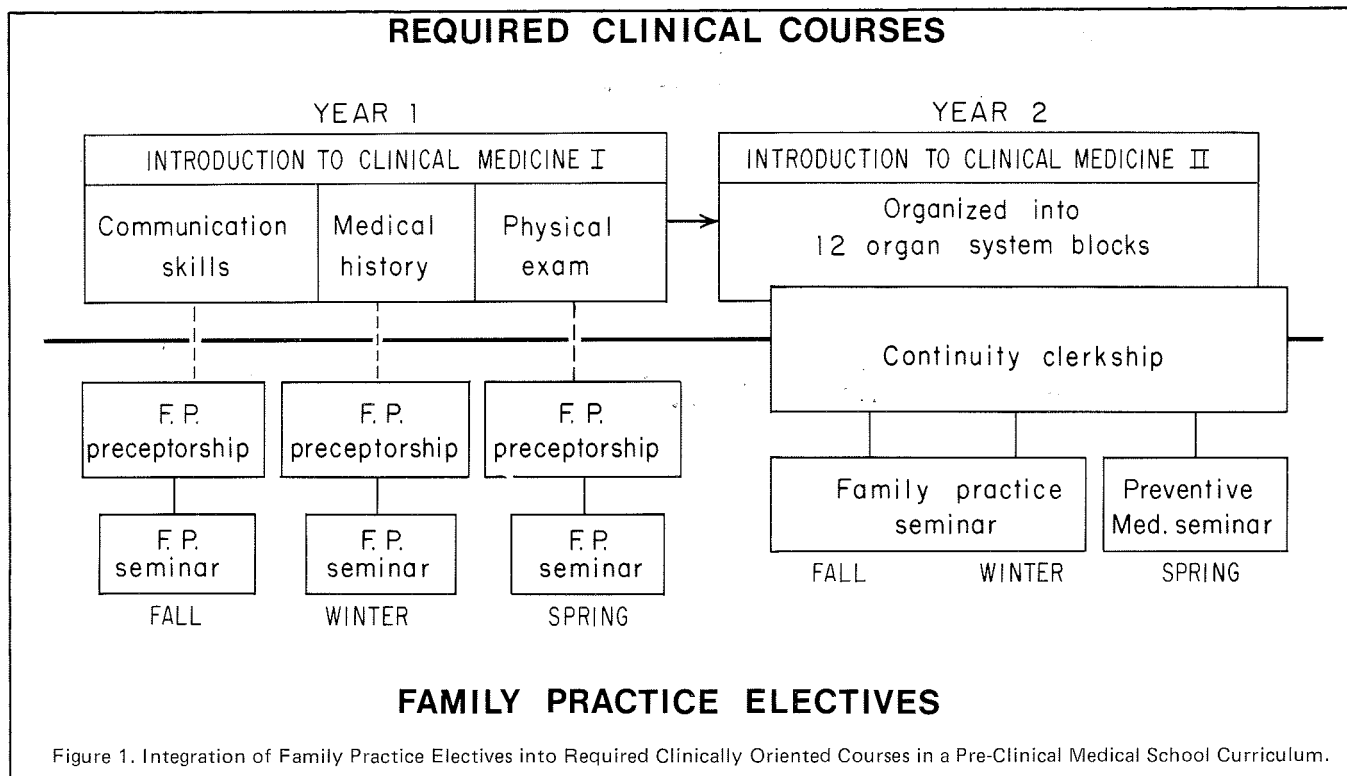 REQUIRED CLINICAL COURSES
YEAR 1
INTRODUCTION TO CLINICAL MEDICINE I
Communication
skills
Medical
history
Physical
exam
YEAR 2
INTRODUCTION TO CLINICAL MEDICINE II
Organized into
12 organ system blocks
Continuity clerkship
F. P.
preceptorship
F. P.
preceptorship
F. P.
preceptorship
F. P.
seminar
F. P.
seminar
F. P.
seminar
FALL
WINTER
SPRING
Family practice
seminar
Preventive
Med. seminar
FALL
WINTER
SPRING
FAMILY PRACTICE ELECTIVES
Figure 1. Integration of Family Practice Electives into Required Clinically Oriented Courses in a Pre-Clinical Medical School Curriculum.